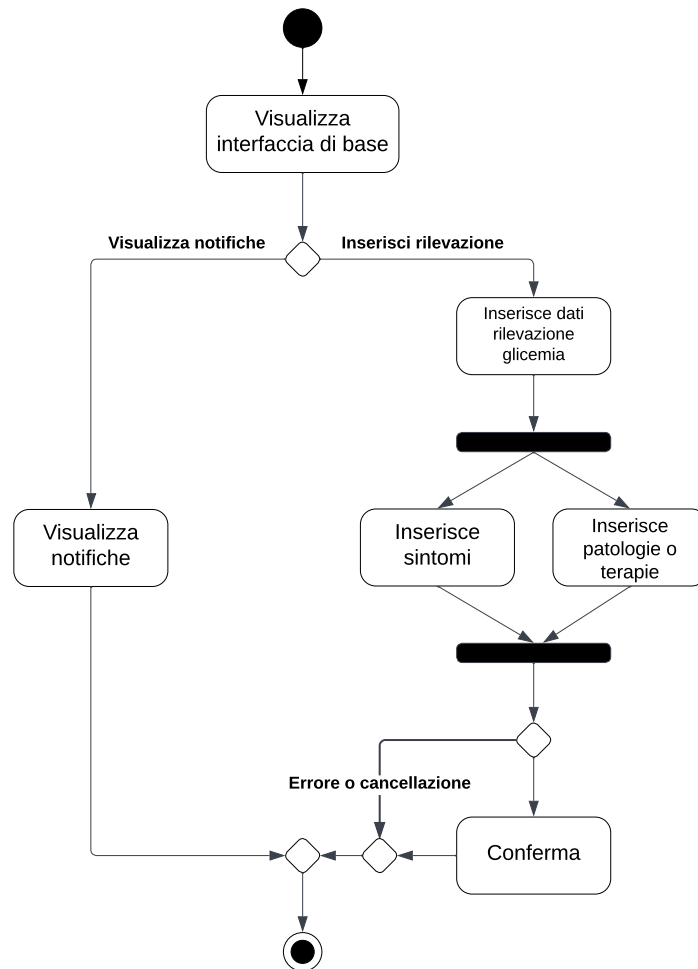 Visualizza
interfaccia di base
Visualizza notifiche
Inserisci rilevazione
Inserisce dati
rilevazione
glicemia
Visualizza
notifiche
Inserisce
sintomi
Inserisce
patologie o
terapie
Errore o cancellazione
Conferma